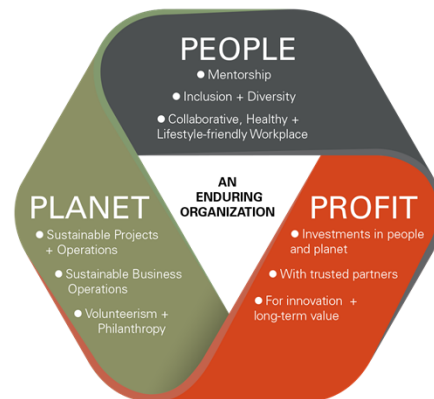 PEOPLE
● Mentorship
● Inclusion + Diversity
● Collaborative, Healthy +
Lifestyle-friendly Workplace
AN
ENDURING
ORGANIZATION
PLANET
● Sustainable Projects
+ Operations
● Sustainable Business
Operations
● Volunteerism +
Philanthropy
PROFIT
● Investments in people
and planet
● With trusted partners
● For innovation +
long-term value